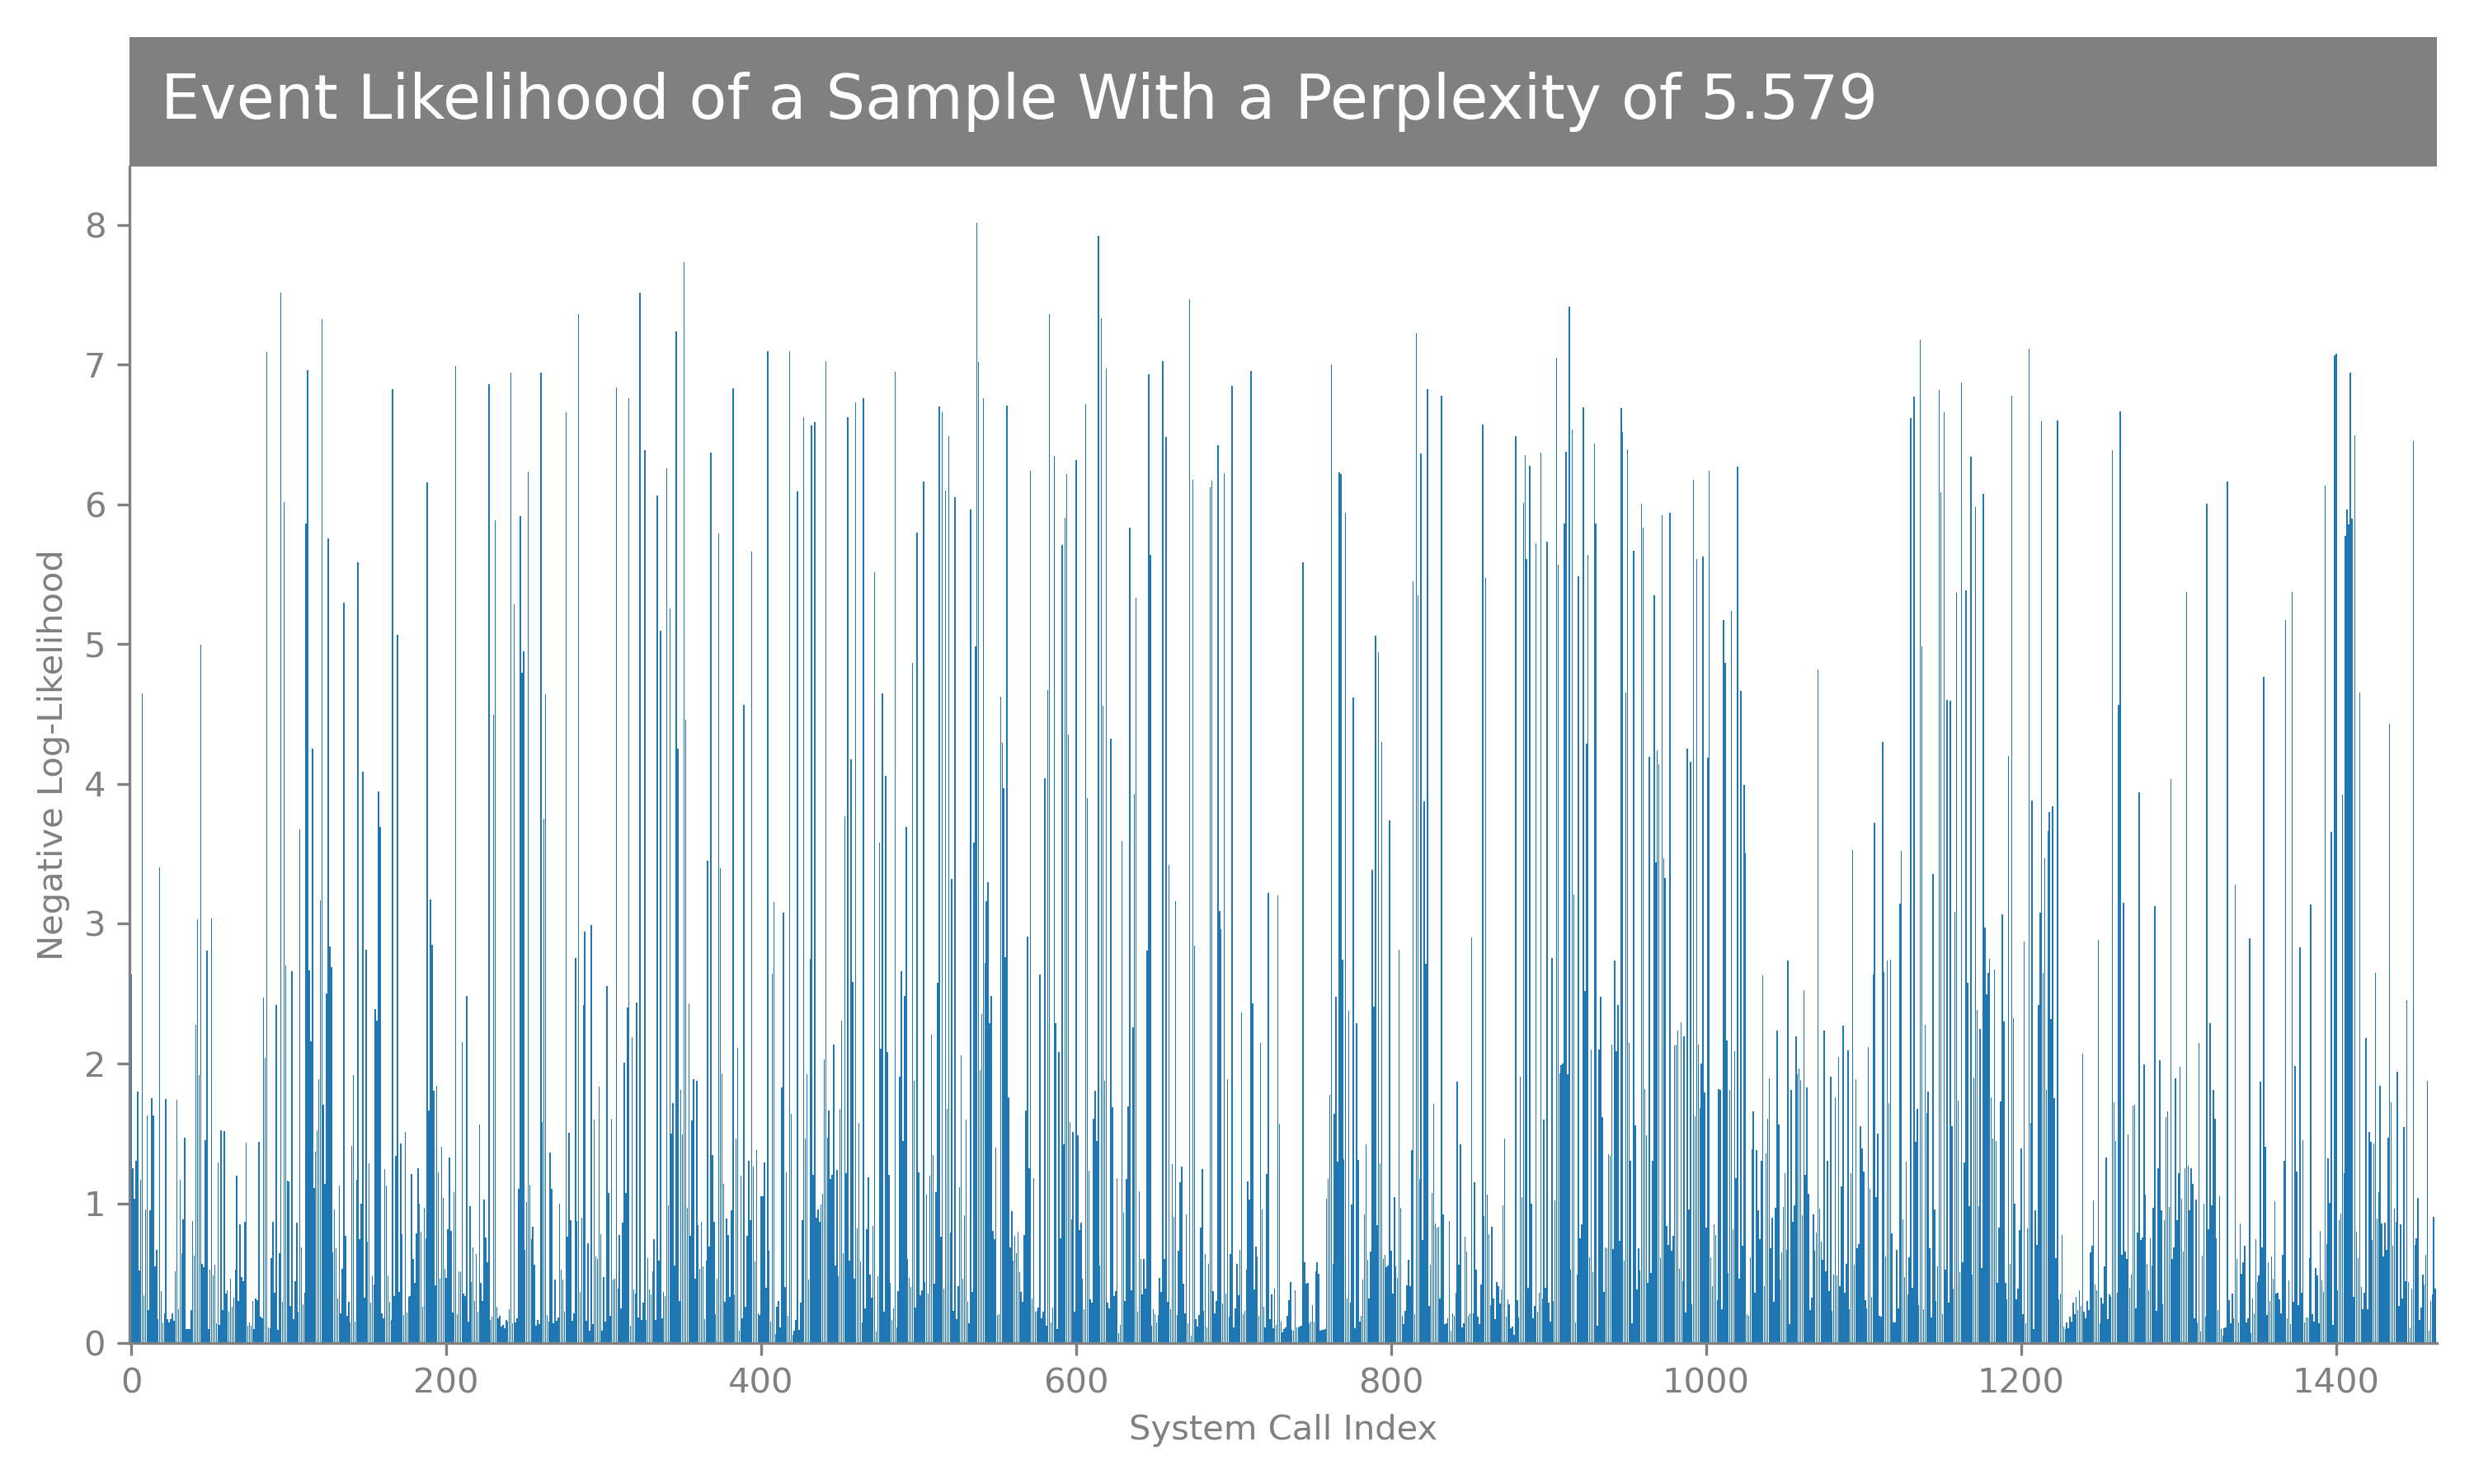 Event Likelihood of a Sample With a Perplexity of 5.579
8
7
6
5
4
3
2
1
0
Negative Log-Likelihood
0 200 400 600 800 1000 1200 1400
System Call Index